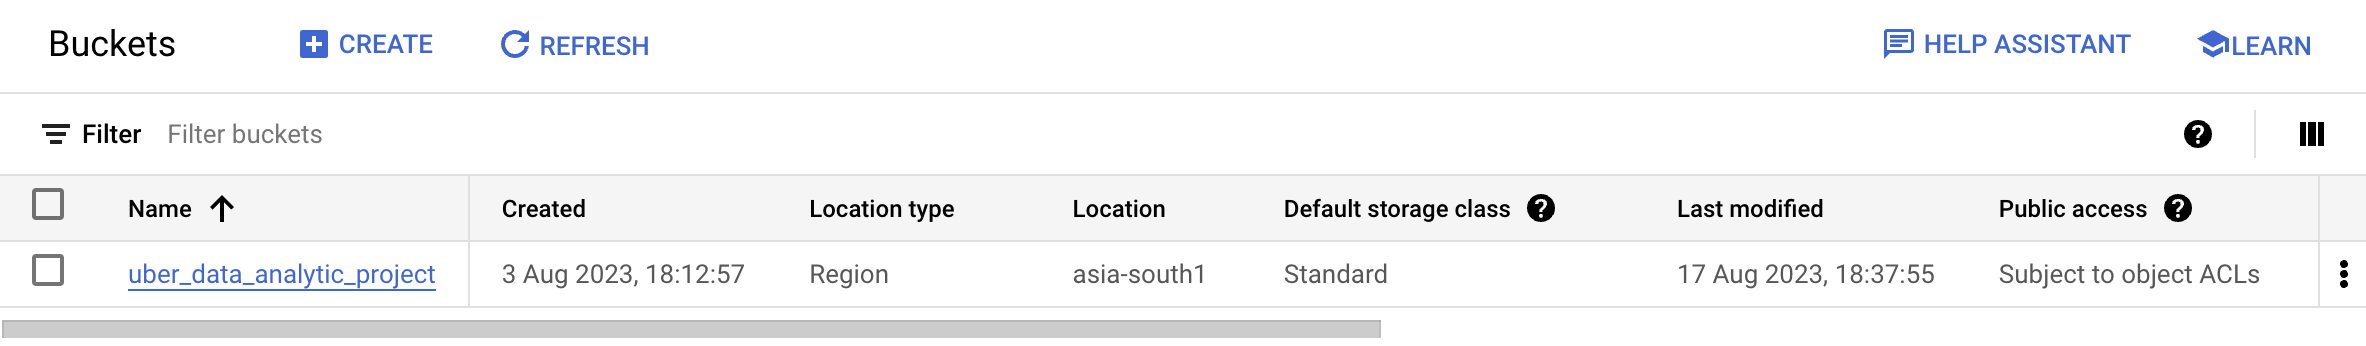 Buckets CREATE REFRESH HELP ASSISTANT LEARN
Filter Filter buckets
Name Created Location type Location Default storage class Last modified Public access
uber_data_analytic_project 3 Aug 2023, 18:12:57 Region asia-south1 Standard 17 Aug 2023, 18:37:55 Subject to object ACLs